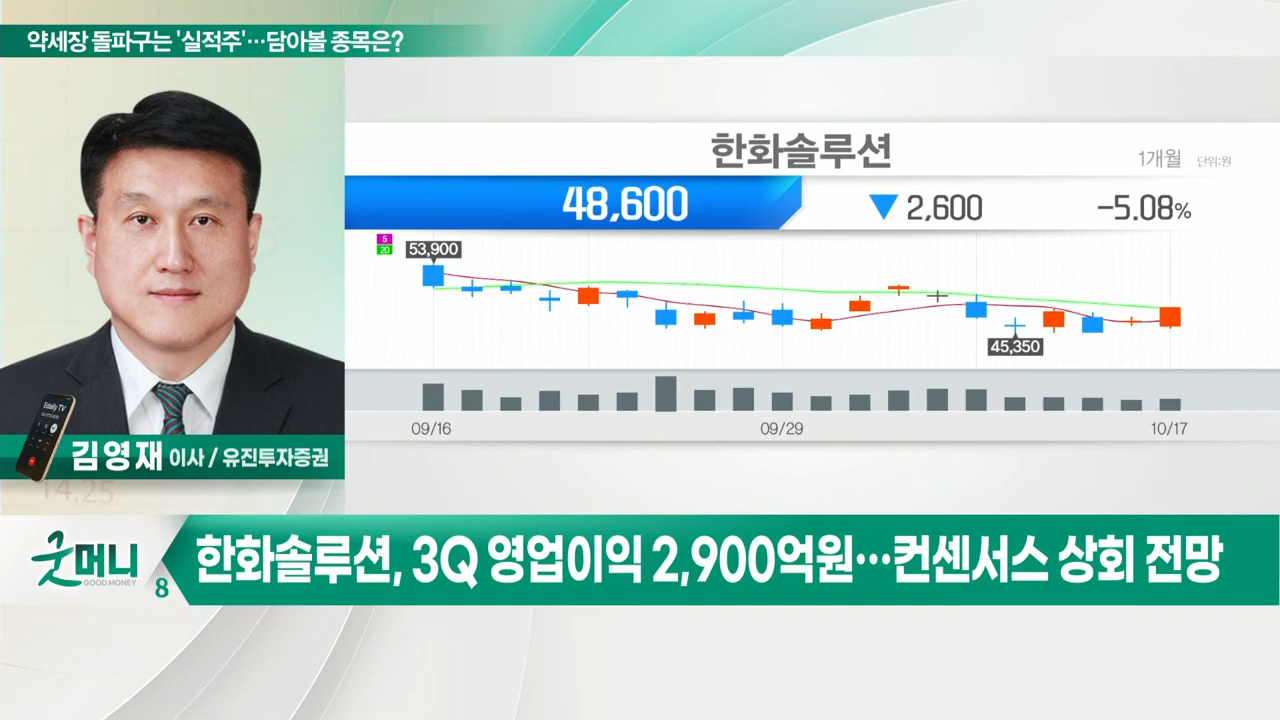 약세장 돌파구는 '실적주'…담아볼 종목은?
한화솔루션
1개월 단위:원
48,600 ▼ 2,600 -5.08%
5
20
53,900
45,350
09/16 09/29 10/17
Edaily TV
김영재 이사 / 유진투자증권
14.25
굿머니
GOOD MONEY
8
한화솔루션, 3Q 영업이익 2,900억원…컨센서스 상회 전망